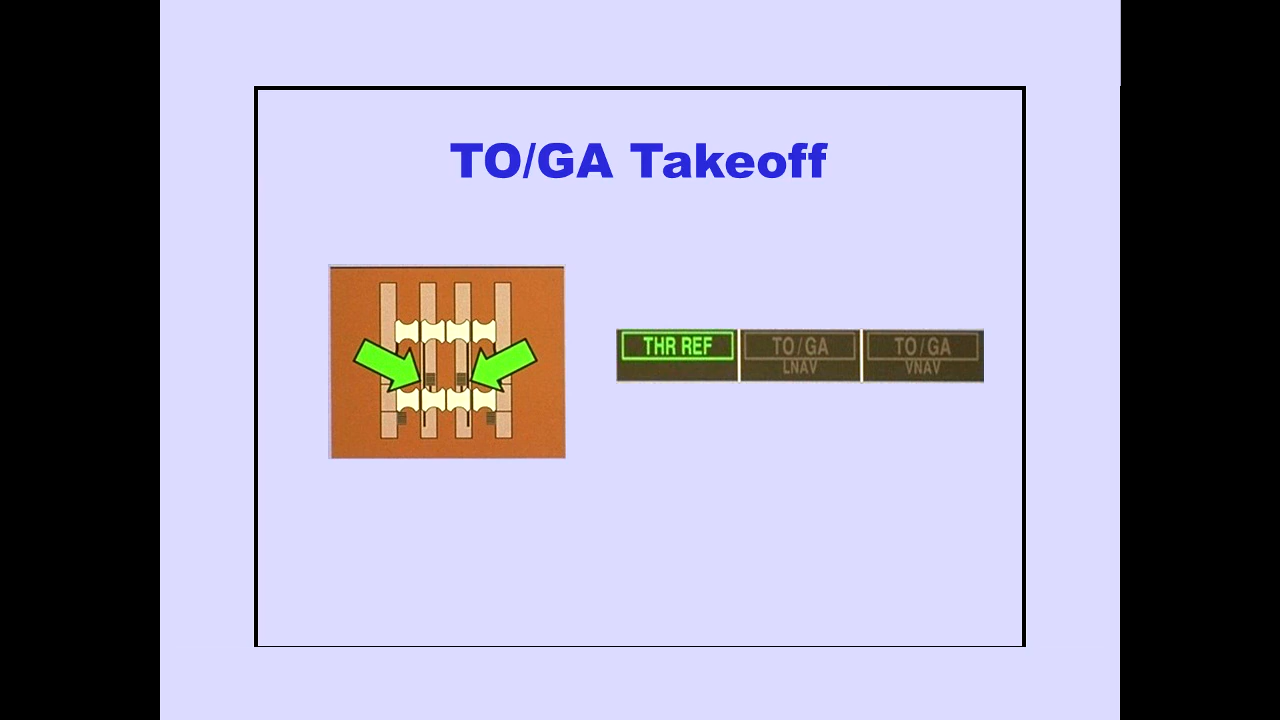 TO/GA Takeoff
THR REF
TO/GA
TO/GA
LNAV
VNAV